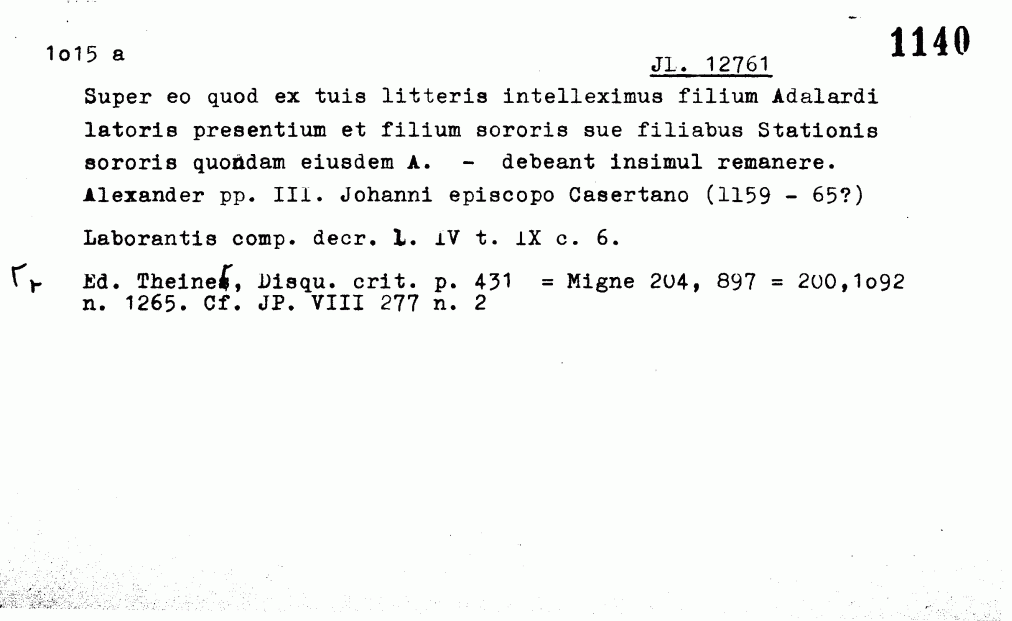 1o15 a
JL. 12761
1140
Super eo quod ex tuis litteris intelleximus filium Adalardi
latoris presentium et filium sororis sue filiabus Stationis
sororis quondam eiusdem A. - debeant insimul remanere.
Alexander pp. III. Johanni episcopo Casertano (1159 - 65?)
Laborantis comp. decr. l. IV t. IX c. 6.
r Ed. Theiner, Disqu. crit. p. 431 = Migne 204, 897 = 200,1o92
n. 1265. Cf. JP. VIII 277 n. 2